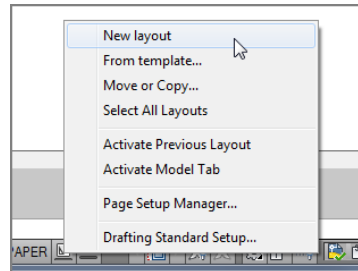 New layout
From template...
Move or Copy...
Select All Layouts
Activate Previous Layout
Activate Model Tab
Page Setup Manager...
Drafting Standard Setup...